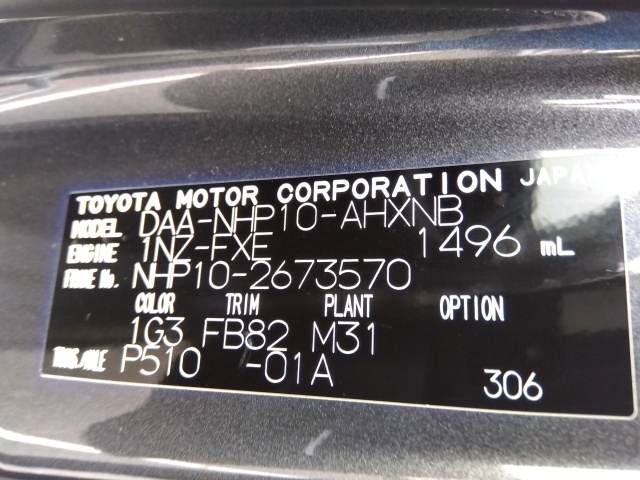 TOYOTA MOTOR CORPORATION JAPAN
MODEL DAA-NHP10-AHXNB
ENGINE 1NZ-FXE 1496 mL
FRAME No. NHP10-2673570
COLOR TRIM PLANT OPTION
1G3 FB82 M31
TRANS./AXLE P510 -01A 306